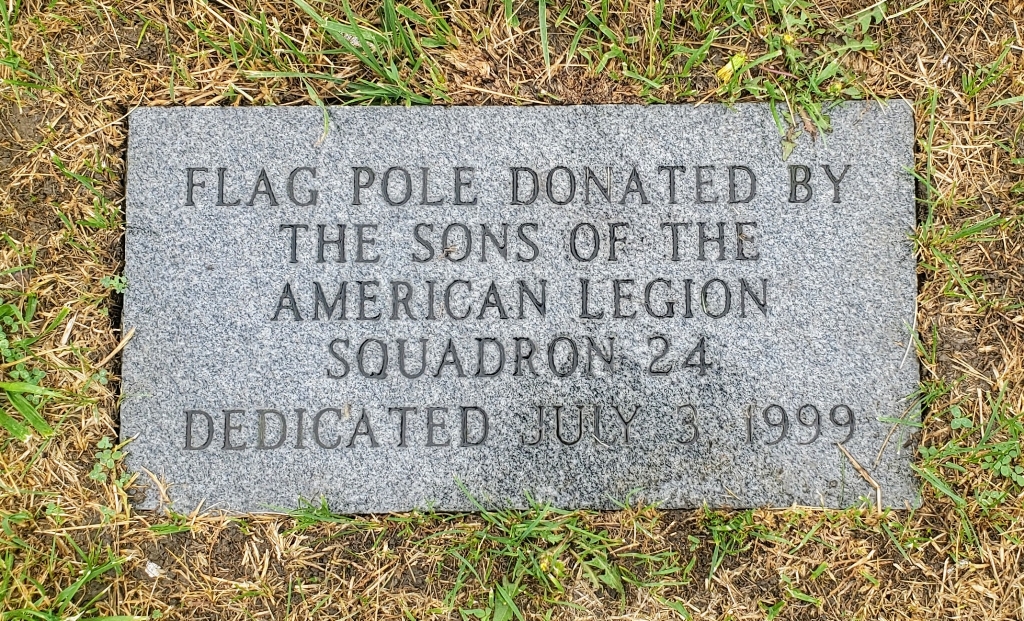 FLAG POLE DONATED BY
THE SONS OF THE
AMERICAN LEGION
SQUADRON 24
DEDICATED JULY 3, 1999